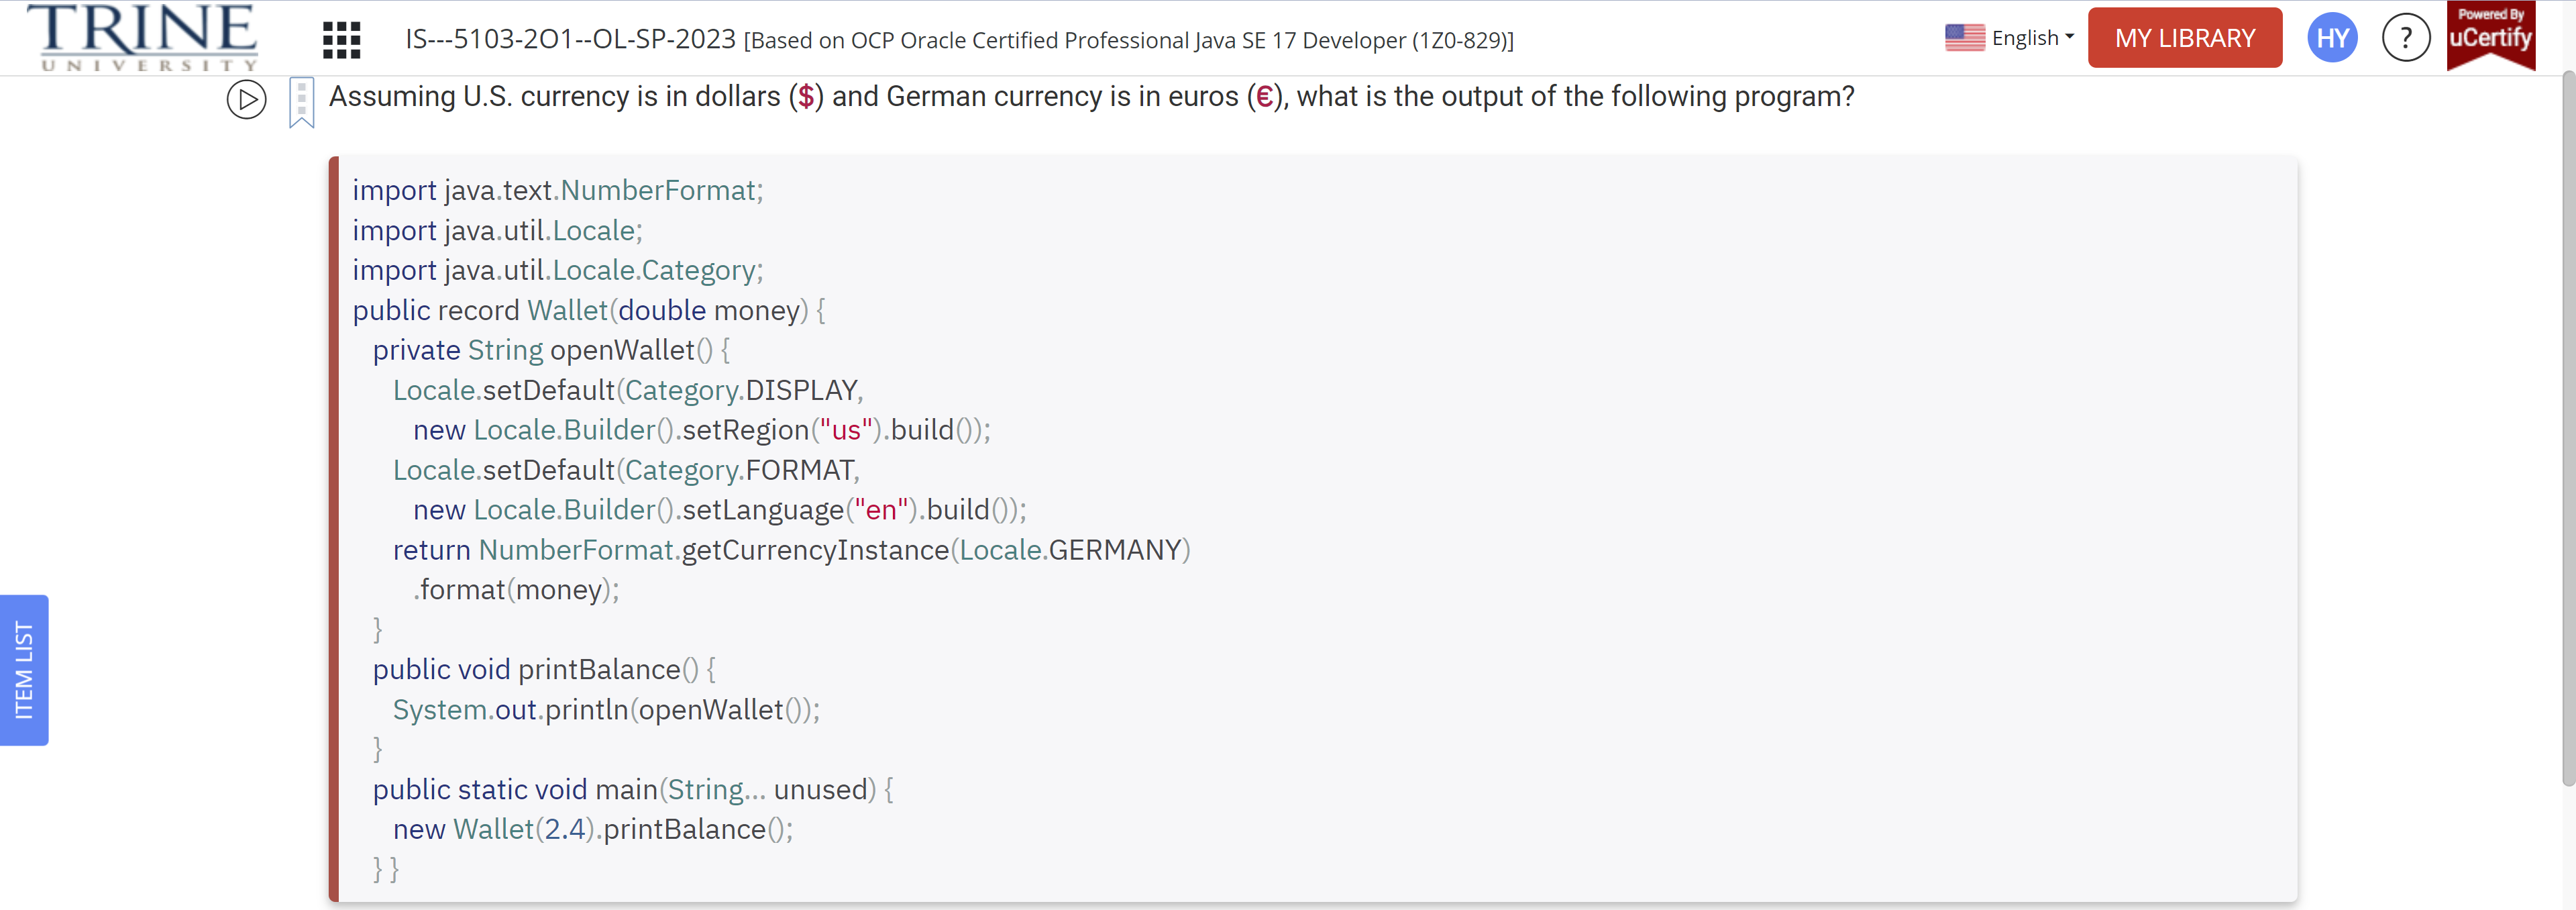 TRINE
UNIVERSITY
IS---5103-2O1--OL-SP-2023 [Based on OCP Oracle Certified Professional Java SE 17 Developer (1Z0-829)]
English
MY LIBRARY
HY
?
Powered By
uCertify
Assuming U.S. currency is in dollars ($) and German currency is in euros (€), what is the output of the following program?
import java.text.NumberFormat;
import java.util.Locale;
import java.util.Locale.Category;
public record Wallet(double money) {
private String openWallet() {
Locale.setDefault(Category.DISPLAY,
new Locale.Builder().setRegion("us").build());
Locale.setDefault(Category.FORMAT,
new Locale.Builder().setLanguage("en").build());
return NumberFormat.getCurrencyInstance(Locale.GERMANY)
.format(money);
}
public void printBalance() {
System.out.println(openWallet());
}
public static void main(String... unused) {
new Wallet(2.4).printBalance();
} }
ITEM LIST